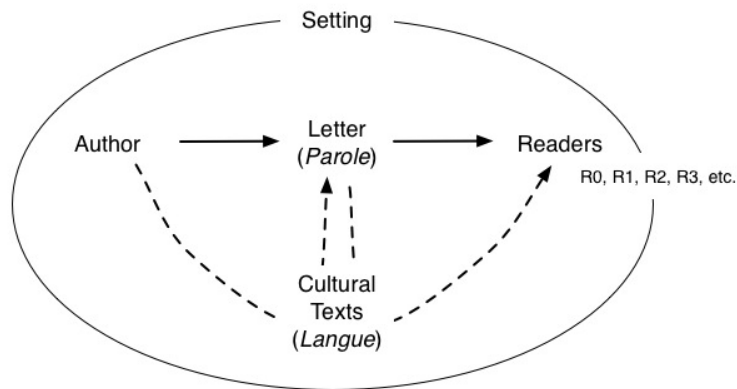 Setting
Author
Letter
(Parole)
Readers
R0, R1, R2, R3, etc.
Cultural
Texts
(Langue)